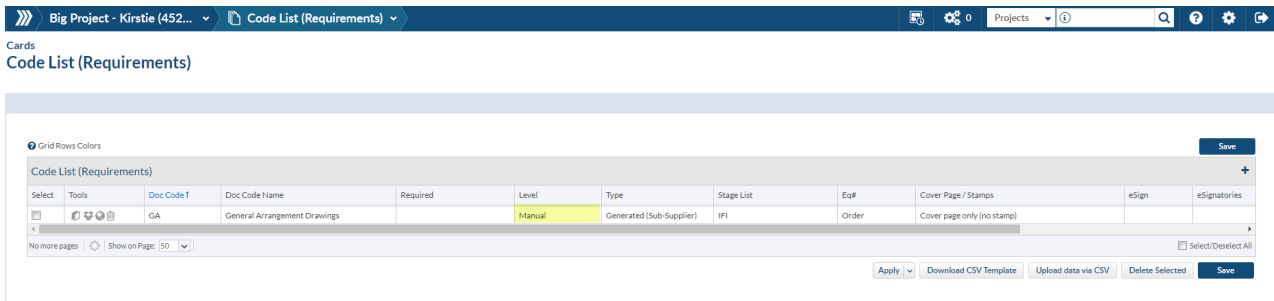 Big Project - Kirstie (452... Code List (Requirements) 0 Projects
Cards
Code List (Requirements)
Grid Rows Colors Save
Code List (Requirements) +
Select Tools Doc Code↑ Doc Code Name Required Level Type Stage List Eq# Cover Page / Stamps eSign eSignatories
GA General Arrangement Drawings Manual Generated (Sub-Supplier) IFI Order Cover page only (no stamp)
No more pages Show on Page: 50 Select/Deselect All
Apply Download CSV Template Upload data via CSV Delete Selected Save